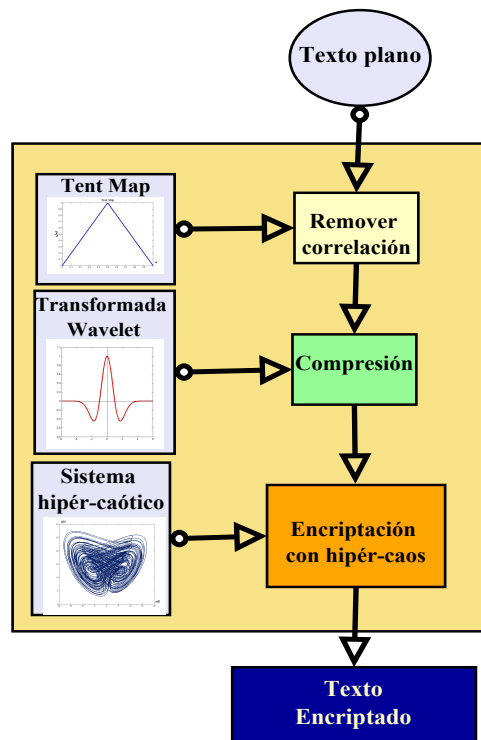 Texto plano
Tent Map
Remover
correlación
Transformada
Wavelet
Compresión
Sistema
hipér-caótico
Encriptación
con hipér-caos
Texto
Encriptado